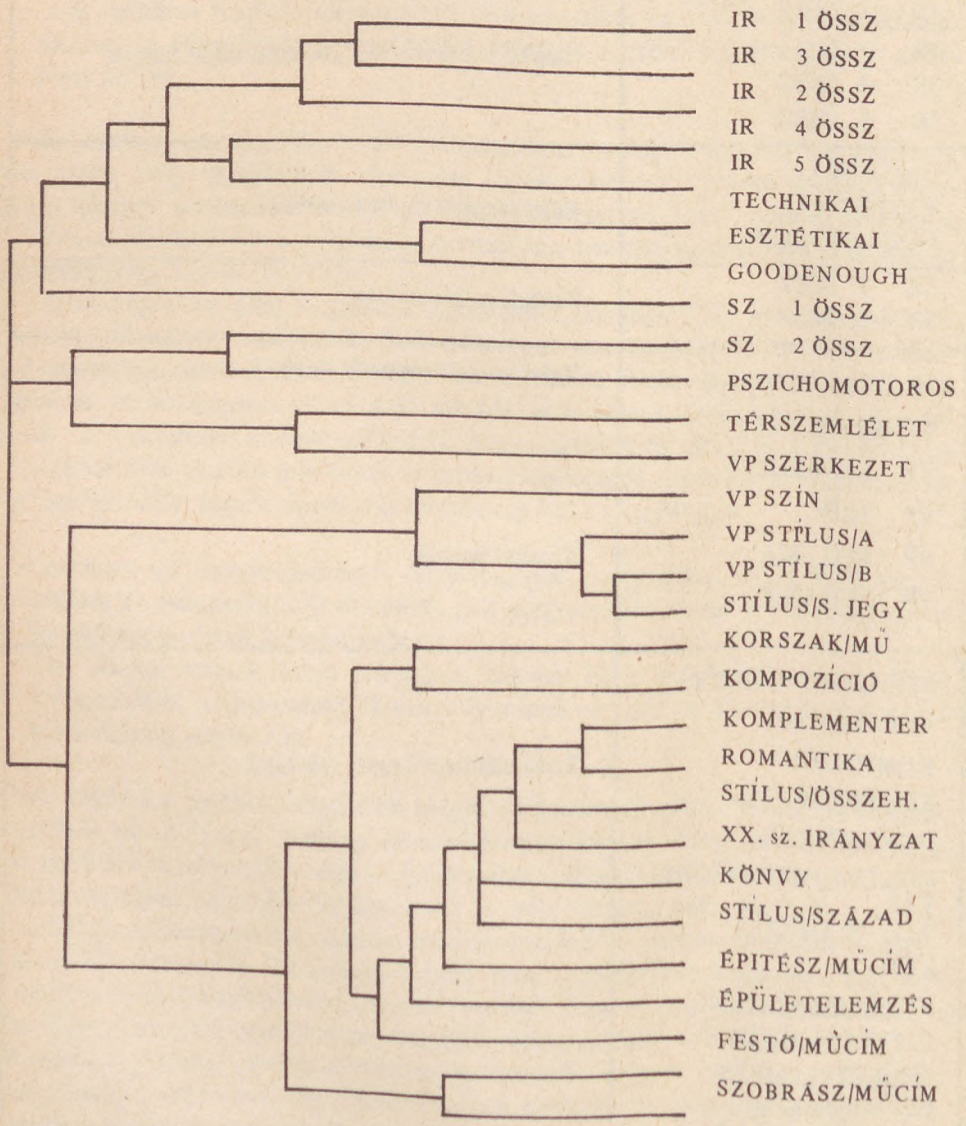 IR 1 ÖSSZ
IR 3 ÖSSZ
IR 2 ÖSSZ
IR 4 ÖSSZ
IR 5 ÖSSZ
TECHNIKAI
ESZTÉTIKAI
GOODENOUGH
SZ 1 ÖSSZ
SZ 2 ÖSSZ
PSZICHOMOTOROS
TÉRSZEMLÉLET
VP SZERKEZET
VP SZÍN
VP STÍLUS/A
VP STÍLUS/B
STÍLUS/S. JEGY
KORSZAK/MŰ
KOMPOZÍCIÓ
KOMPLEMENTER
ROMANTIKA
STÍLUS/ÖSSZEH.
XX. sz. IRÁNYZAT
KÖNVY
STÍLUS/SZÁZAD
ÉPITÉSZ/MŰCÍM
ÉPÜLETELEMZÉS
FESTŐ/MŰCÍM
SZOBRÁSZ/MŰCÍM